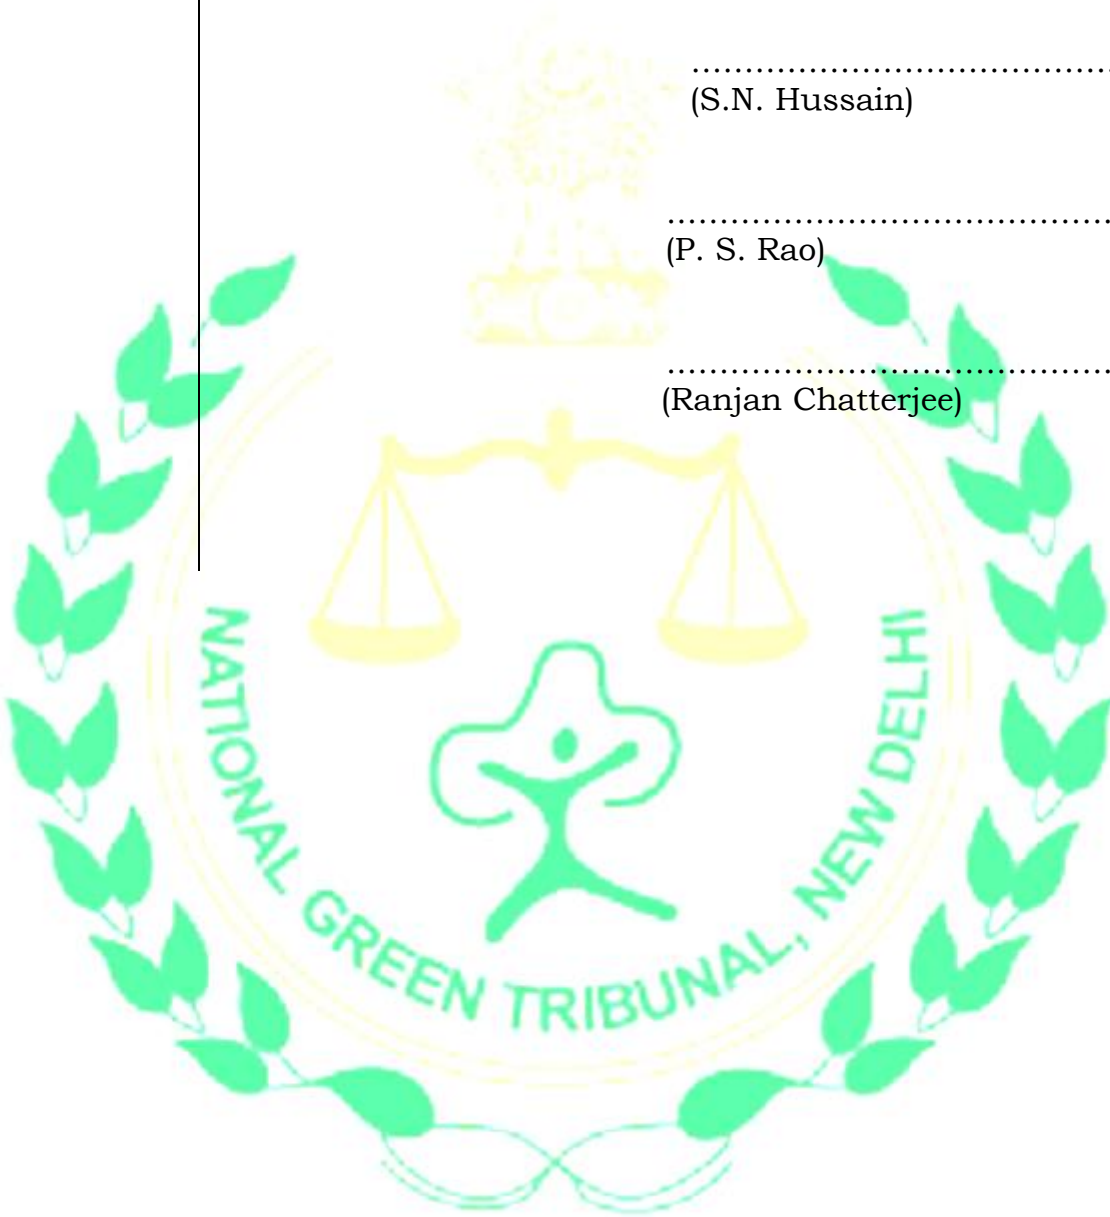 ........................................
(S.N. Hussain)
..........................................
(P. S. Rao)
..........................................
(Ranjan Chatterjee)
NATIONAL GREEN TRIBUNAL, NEW DELHI